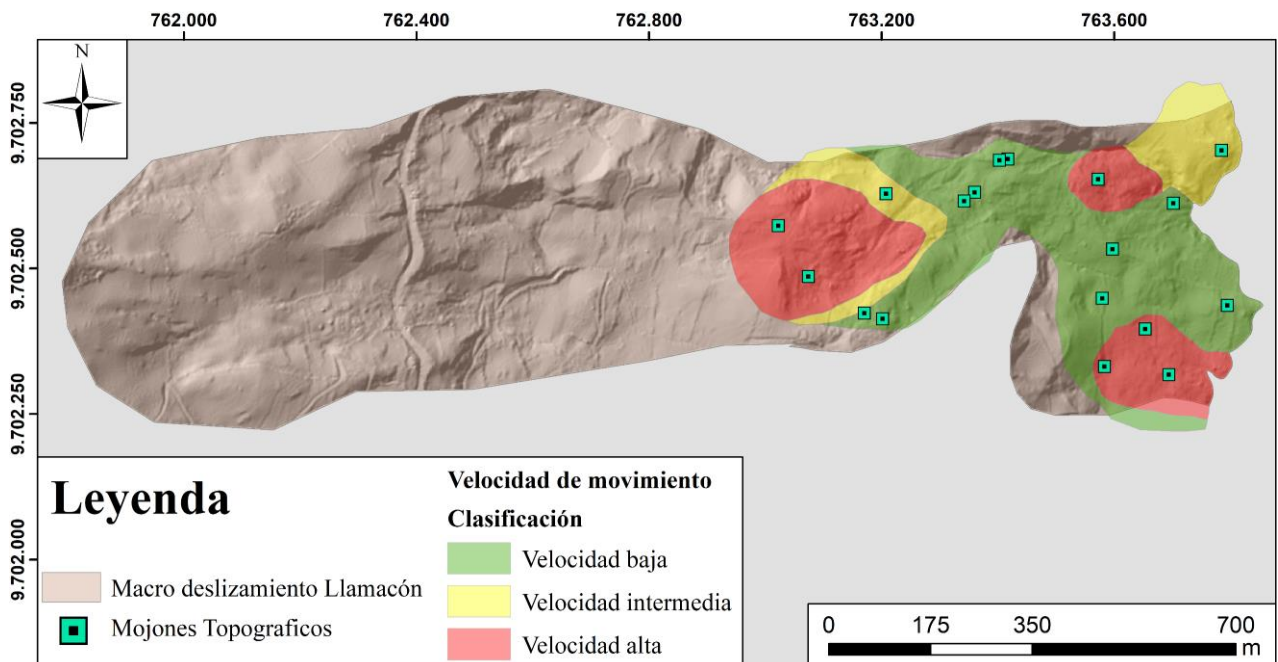 762.000 762.400 762.800 763.200 763.600
N
9.702.750
9.702.500
9.702.250
9.702.000
Leyenda
Macro deslizamiento Llamacón
Mojones Topograficos
Velocidad de movimiento
Clasificación
Velocidad baja
Velocidad intermedia
Velocidad alta
0 175 350 700
m